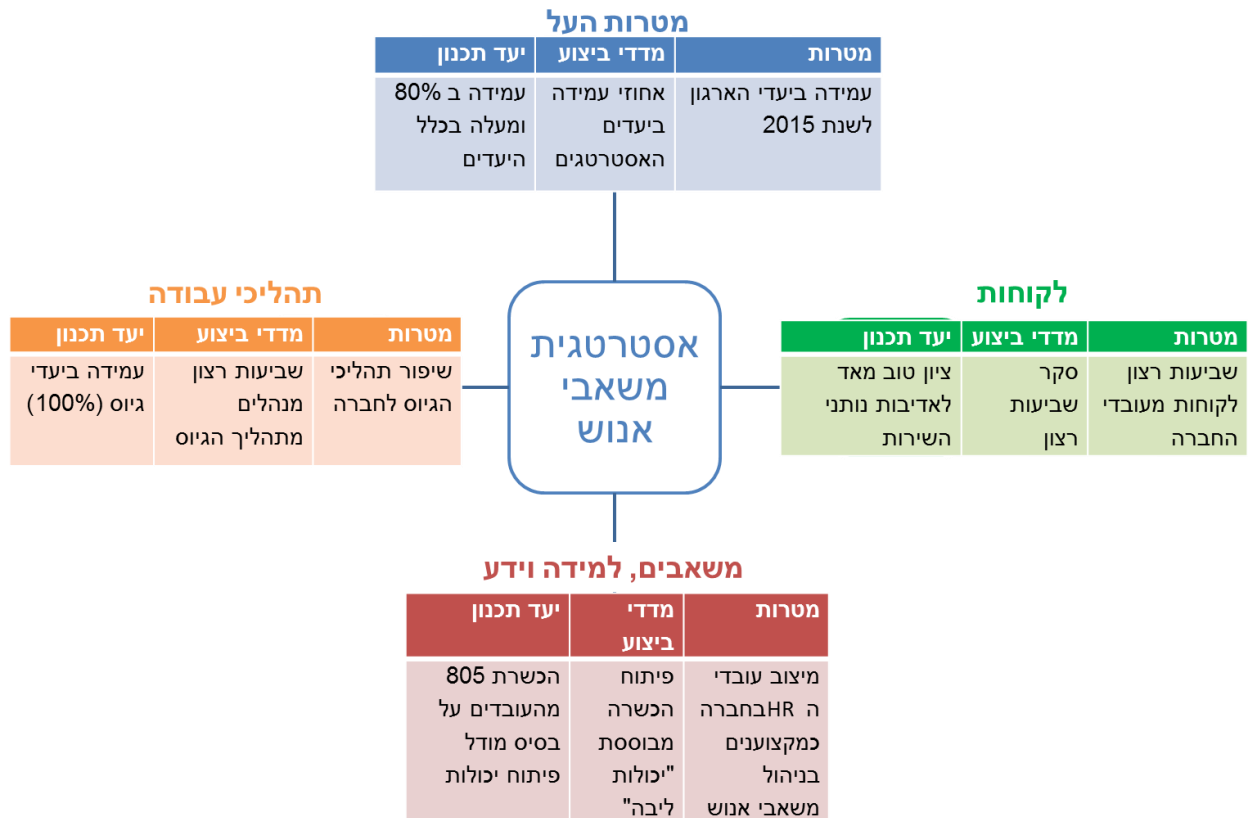 מטרות העל
מטרות מדדי ביצוע יעד תכנון
עמידה ביעדי הארגון
לשנת 2015
אחוזי עמידה
ביעדים
האסטרטגים
עמידה ב 80%
ומעלה בכלל
היעדים
לקוחות
מטרות מדדי ביצוע יעד תכנון
שביעות רצון
לקוחות מעובדי
החברה
סקר
שביעות
רצון
ציון טוב מאד
לאדיבות נותני
השירות
אסטרטגית
משאבי
אנוש
תהליכי עבודה
מטרות מדדי ביצוע יעד תכנון
שיפור תהליכי
הגיוס לחברה
שביעות רצון
מנהלים
מתהליך הגיוס
עמידה ביעדי
גיוס (100%)
משאבים, למידה וידע
מטרות
מדדי
ביצוע
יעד תכנון
מיצוב עובדי
ה HRבחברה
כמקצוענים
בניהול
משאבי אנוש
פיתוח
הכשרה
מבוססת
"יכולות
ליבה"
הכשרת 805
מהעובדים על
בסיס מודל
פיתוח יכולות